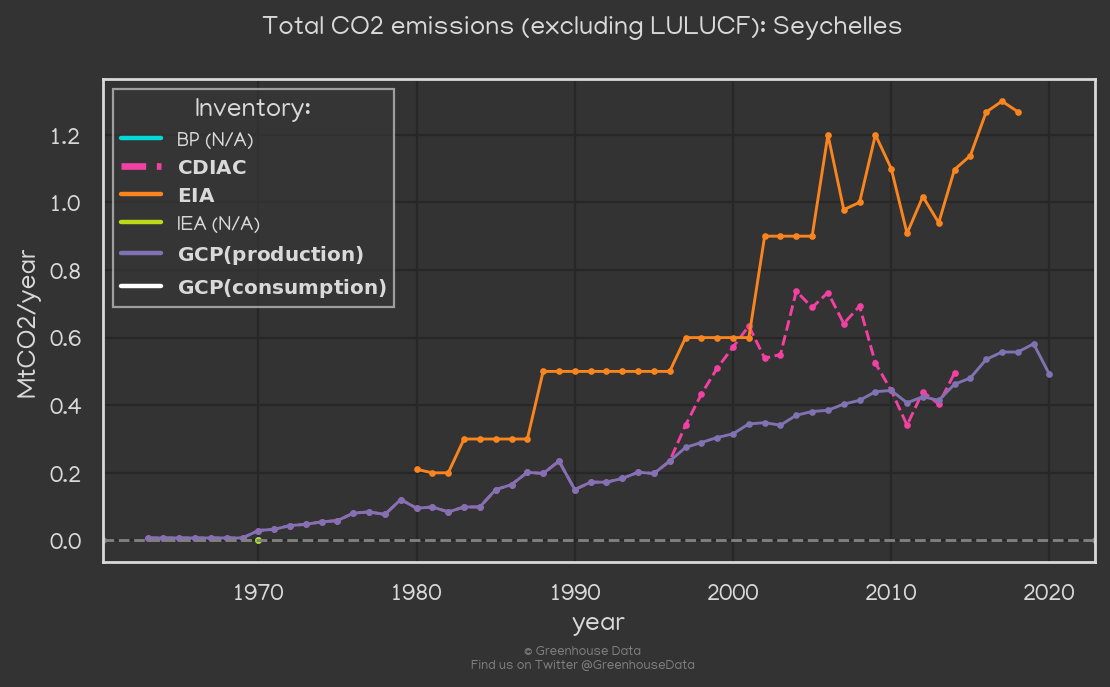 Total CO2 emissions (excluding LULUCF): Seychelles
Inventory:
BP (N/A)
CDIAC
EIA
IEA (N/A)
GCP(production)
GCP(consumption)
MtCO2/year
1.2
1.0
0.8
0.6
0.4
0.2
0.0
1970 1980 1990 2000 2010 2020
year
© Greenhouse Data
Find us on Twitter @GreenhouseData